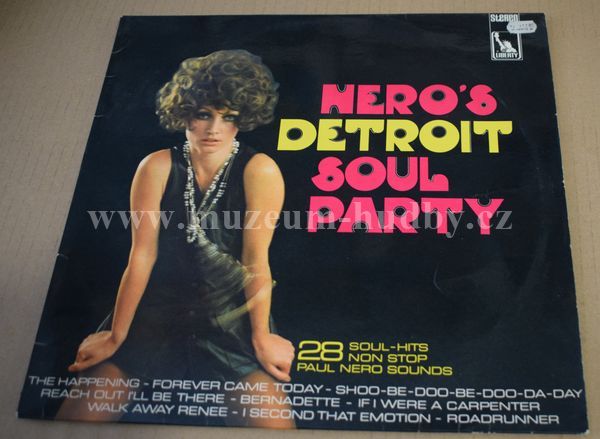 STEREO
LIBERTY
NERO'S
DETROIT
SOUL
PARTY
www.muzeum-hudby.cz
28 SOUL-HITS
NON STOP
PAUL NERO SOUNDS
THE HAPPENING - FOREVER CAME TODAY - SHOO-BE-DOO-BE-DOO-DA-DAY
REACH OUT I'LL BE THERE - BERNADETTE - IF I WERE A CARPENTER
WALK AWAY RENEE - I SECOND THAT EMOTION - ROADRUNNER